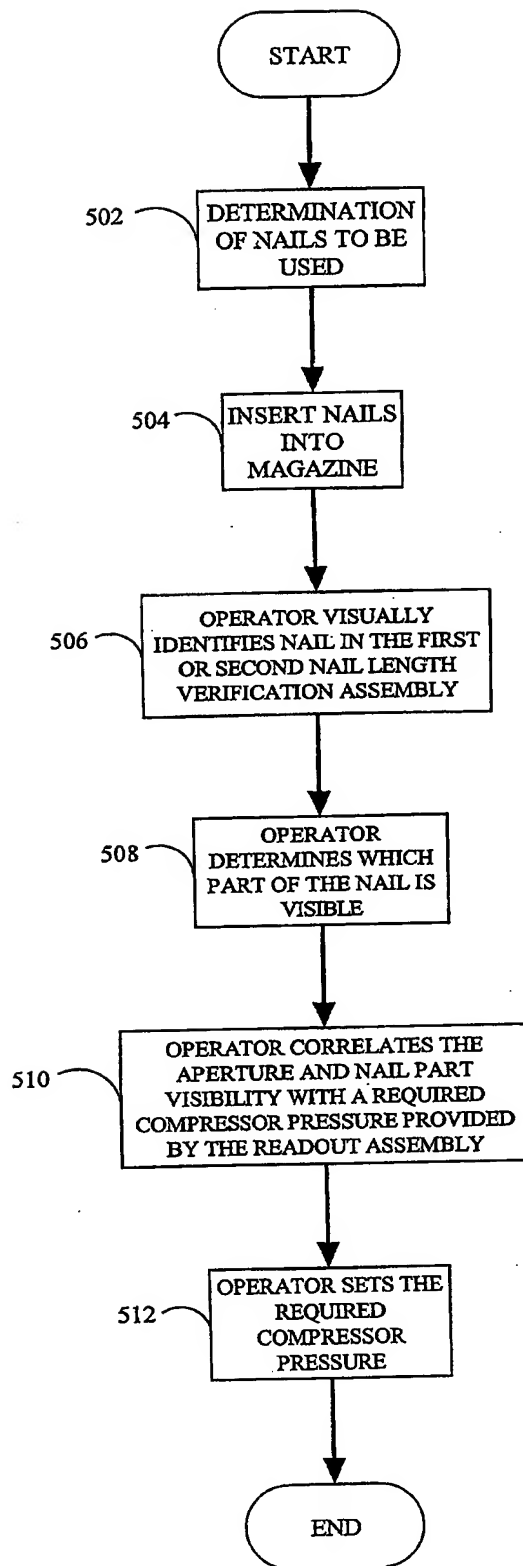 START
502
DETERMINATION
OF NAILS TO BE
USED
504
INSERT NAILS
INTO
MAGAZINE
506
OPERATOR VISUALLY
IDENTIFIES NAIL IN THE FIRST
OR SECOND NAIL LENGTH
VERIFICATION ASSEMBLY
508
OPERATOR
DETERMINES WHICH
PART OF THE NAIL IS
VISIBLE
510
OPERATOR CORRELATES THE
APERTURE AND NAIL PART
VISIBILITY WITH A REQUIRED
COMPRESSOR PRESSURE PROVIDED
BY THE READOUT ASSEMBLY
512
OPERATOR SETS THE
REQUIRED
COMPRESSOR
PRESSURE
END